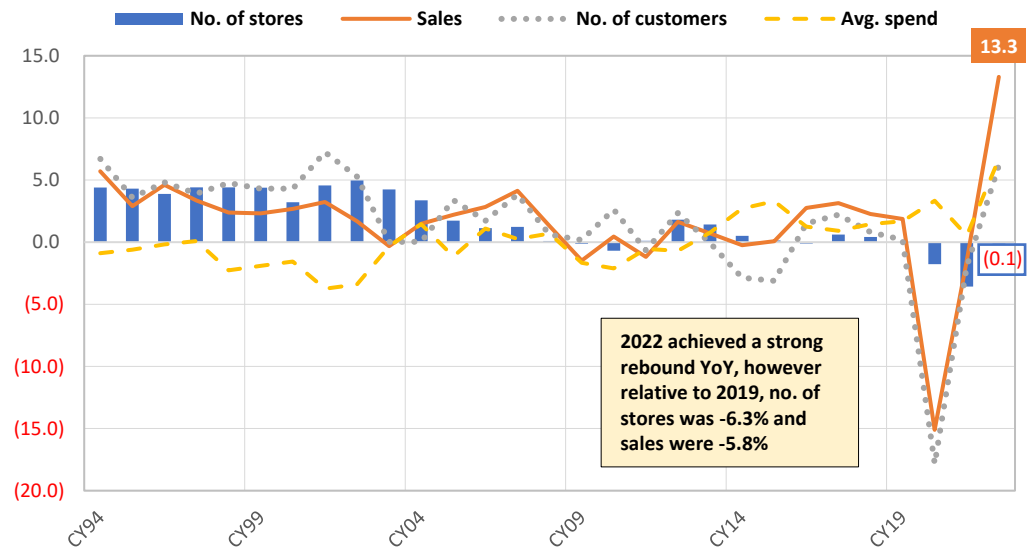 No. of stores
Sales
No. of customers
Avg. spend
15.0
10.0
5.0
0.0
(5.0)
(10.0)
(15.0)
(20.0)
13.3
(0.1)
2022 achieved a strong
rebound YoY, however
relative to 2019, no. of
stores was -6.3% and
sales were -5.8%
CY94
CY99
CY04
CY09
CY14
CY19